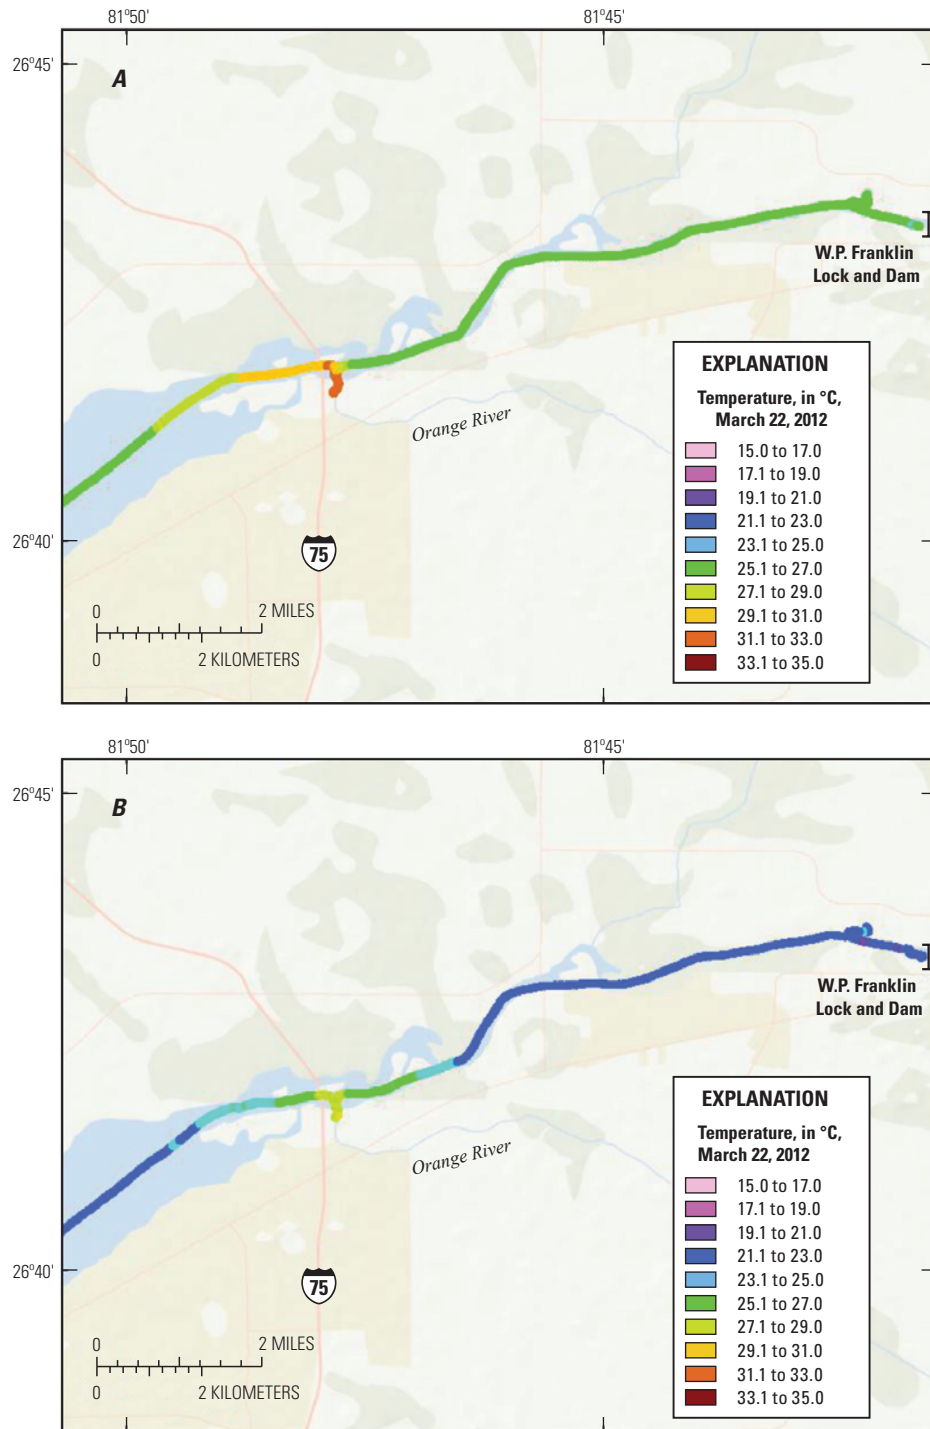 81°50'
81°45'
26°45'
A
W.P. Franklin
Lock and Dam
Orange River
26°40'
75
0
2 MILES
0
2 KILOMETERS
EXPLANATION
Temperature, in °C,
March 22, 2012
15.0 to 17.0
17.1 to 19.0
19.1 to 21.0
21.1 to 23.0
23.1 to 25.0
25.1 to 27.0
27.1 to 29.0
29.1 to 31.0
31.1 to 33.0
33.1 to 35.0
81°50'
81°45'
26°45'
B
W.P. Franklin
Lock and Dam
Orange River
26°40'
75
0
2 MILES
0
2 KILOMETERS
EXPLANATION
Temperature, in °C,
March 22, 2012
15.0 to 17.0
17.1 to 19.0
19.1 to 21.0
21.1 to 23.0
23.1 to 25.0
25.1 to 27.0
27.1 to 29.0
29.1 to 31.0
31.1 to 33.0
33.1 to 35.0